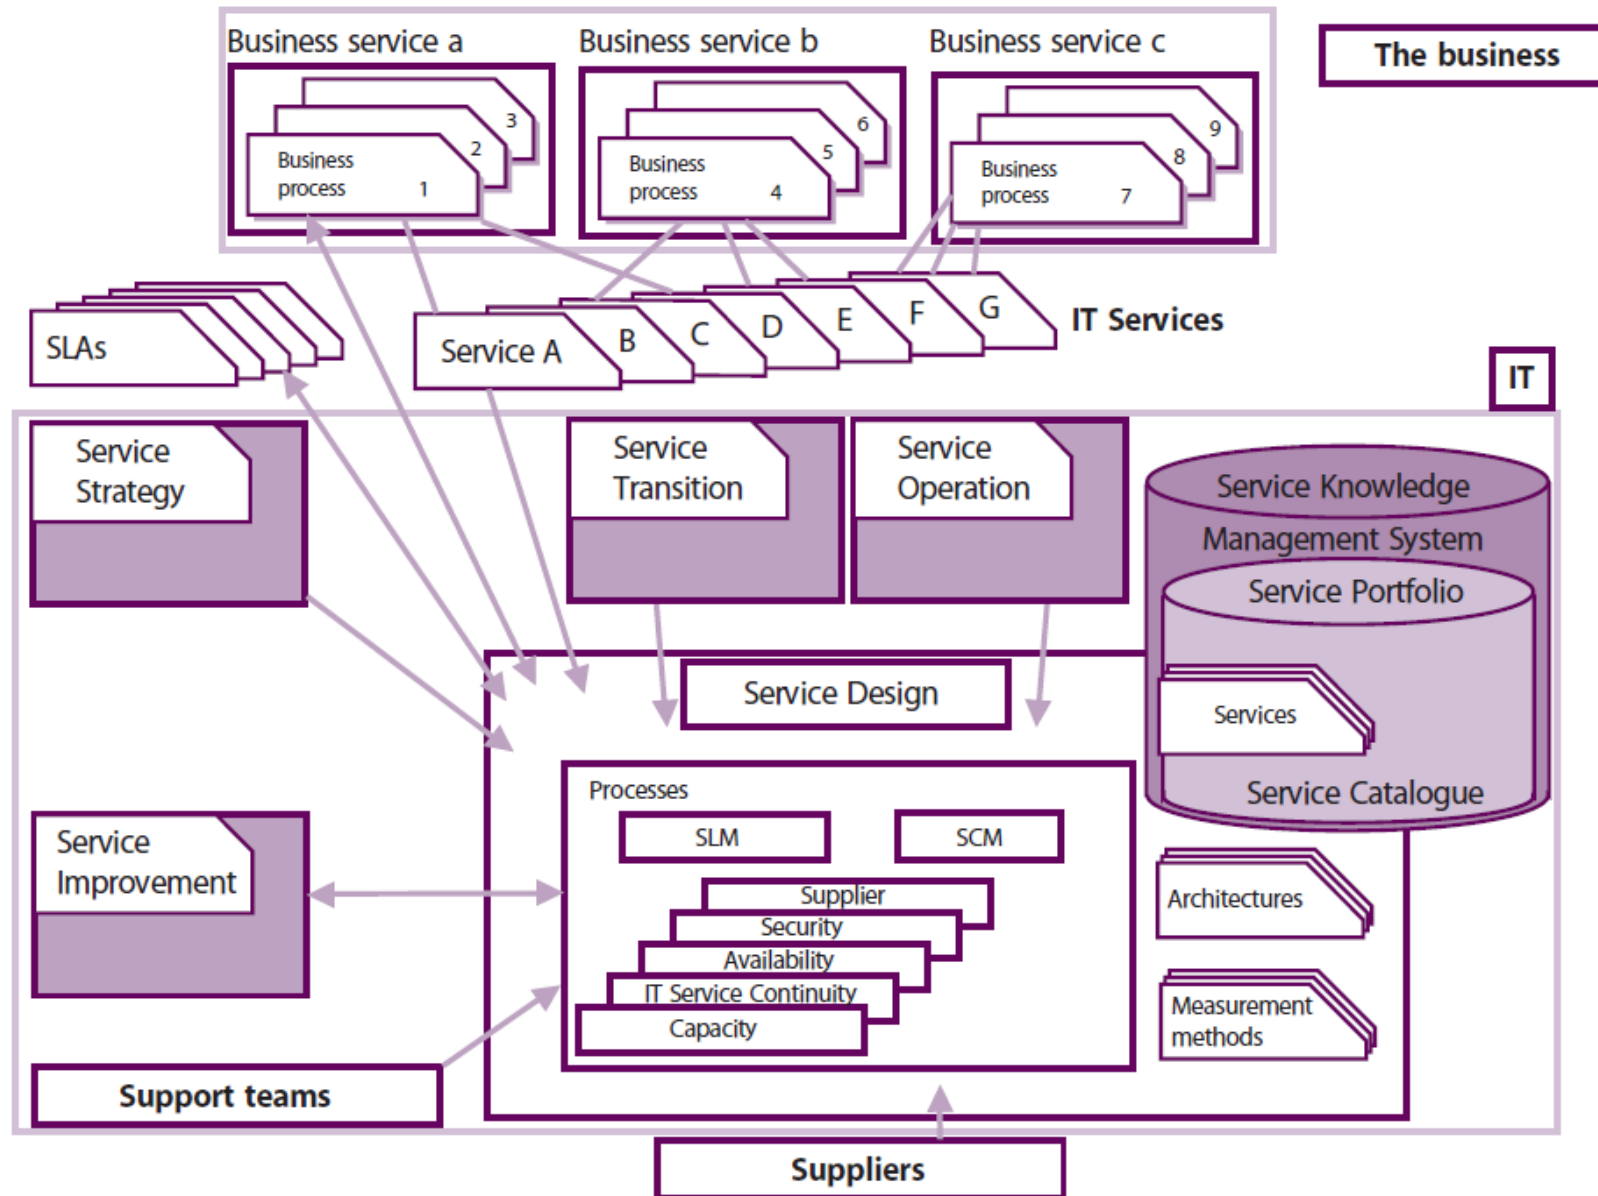 Business service a
Business service b
Business service c
The business
3
2
Business
process 1
6
5
Business
process 4
9
8
Business
process 7
SLAs
Service A
B
C
D
E
F
G
IT Services
IT
Service
Strategy
Service
Transition
Service
Operation
Service Knowledge
Management System
Service Portfolio
Services
Service Catalogue
Service Design
Processes
SLM
SCM
Supplier
Security
Availability
IT Service Continuity
Capacity
Service
Improvement
Architectures
Measurement
methods
Support teams
Suppliers